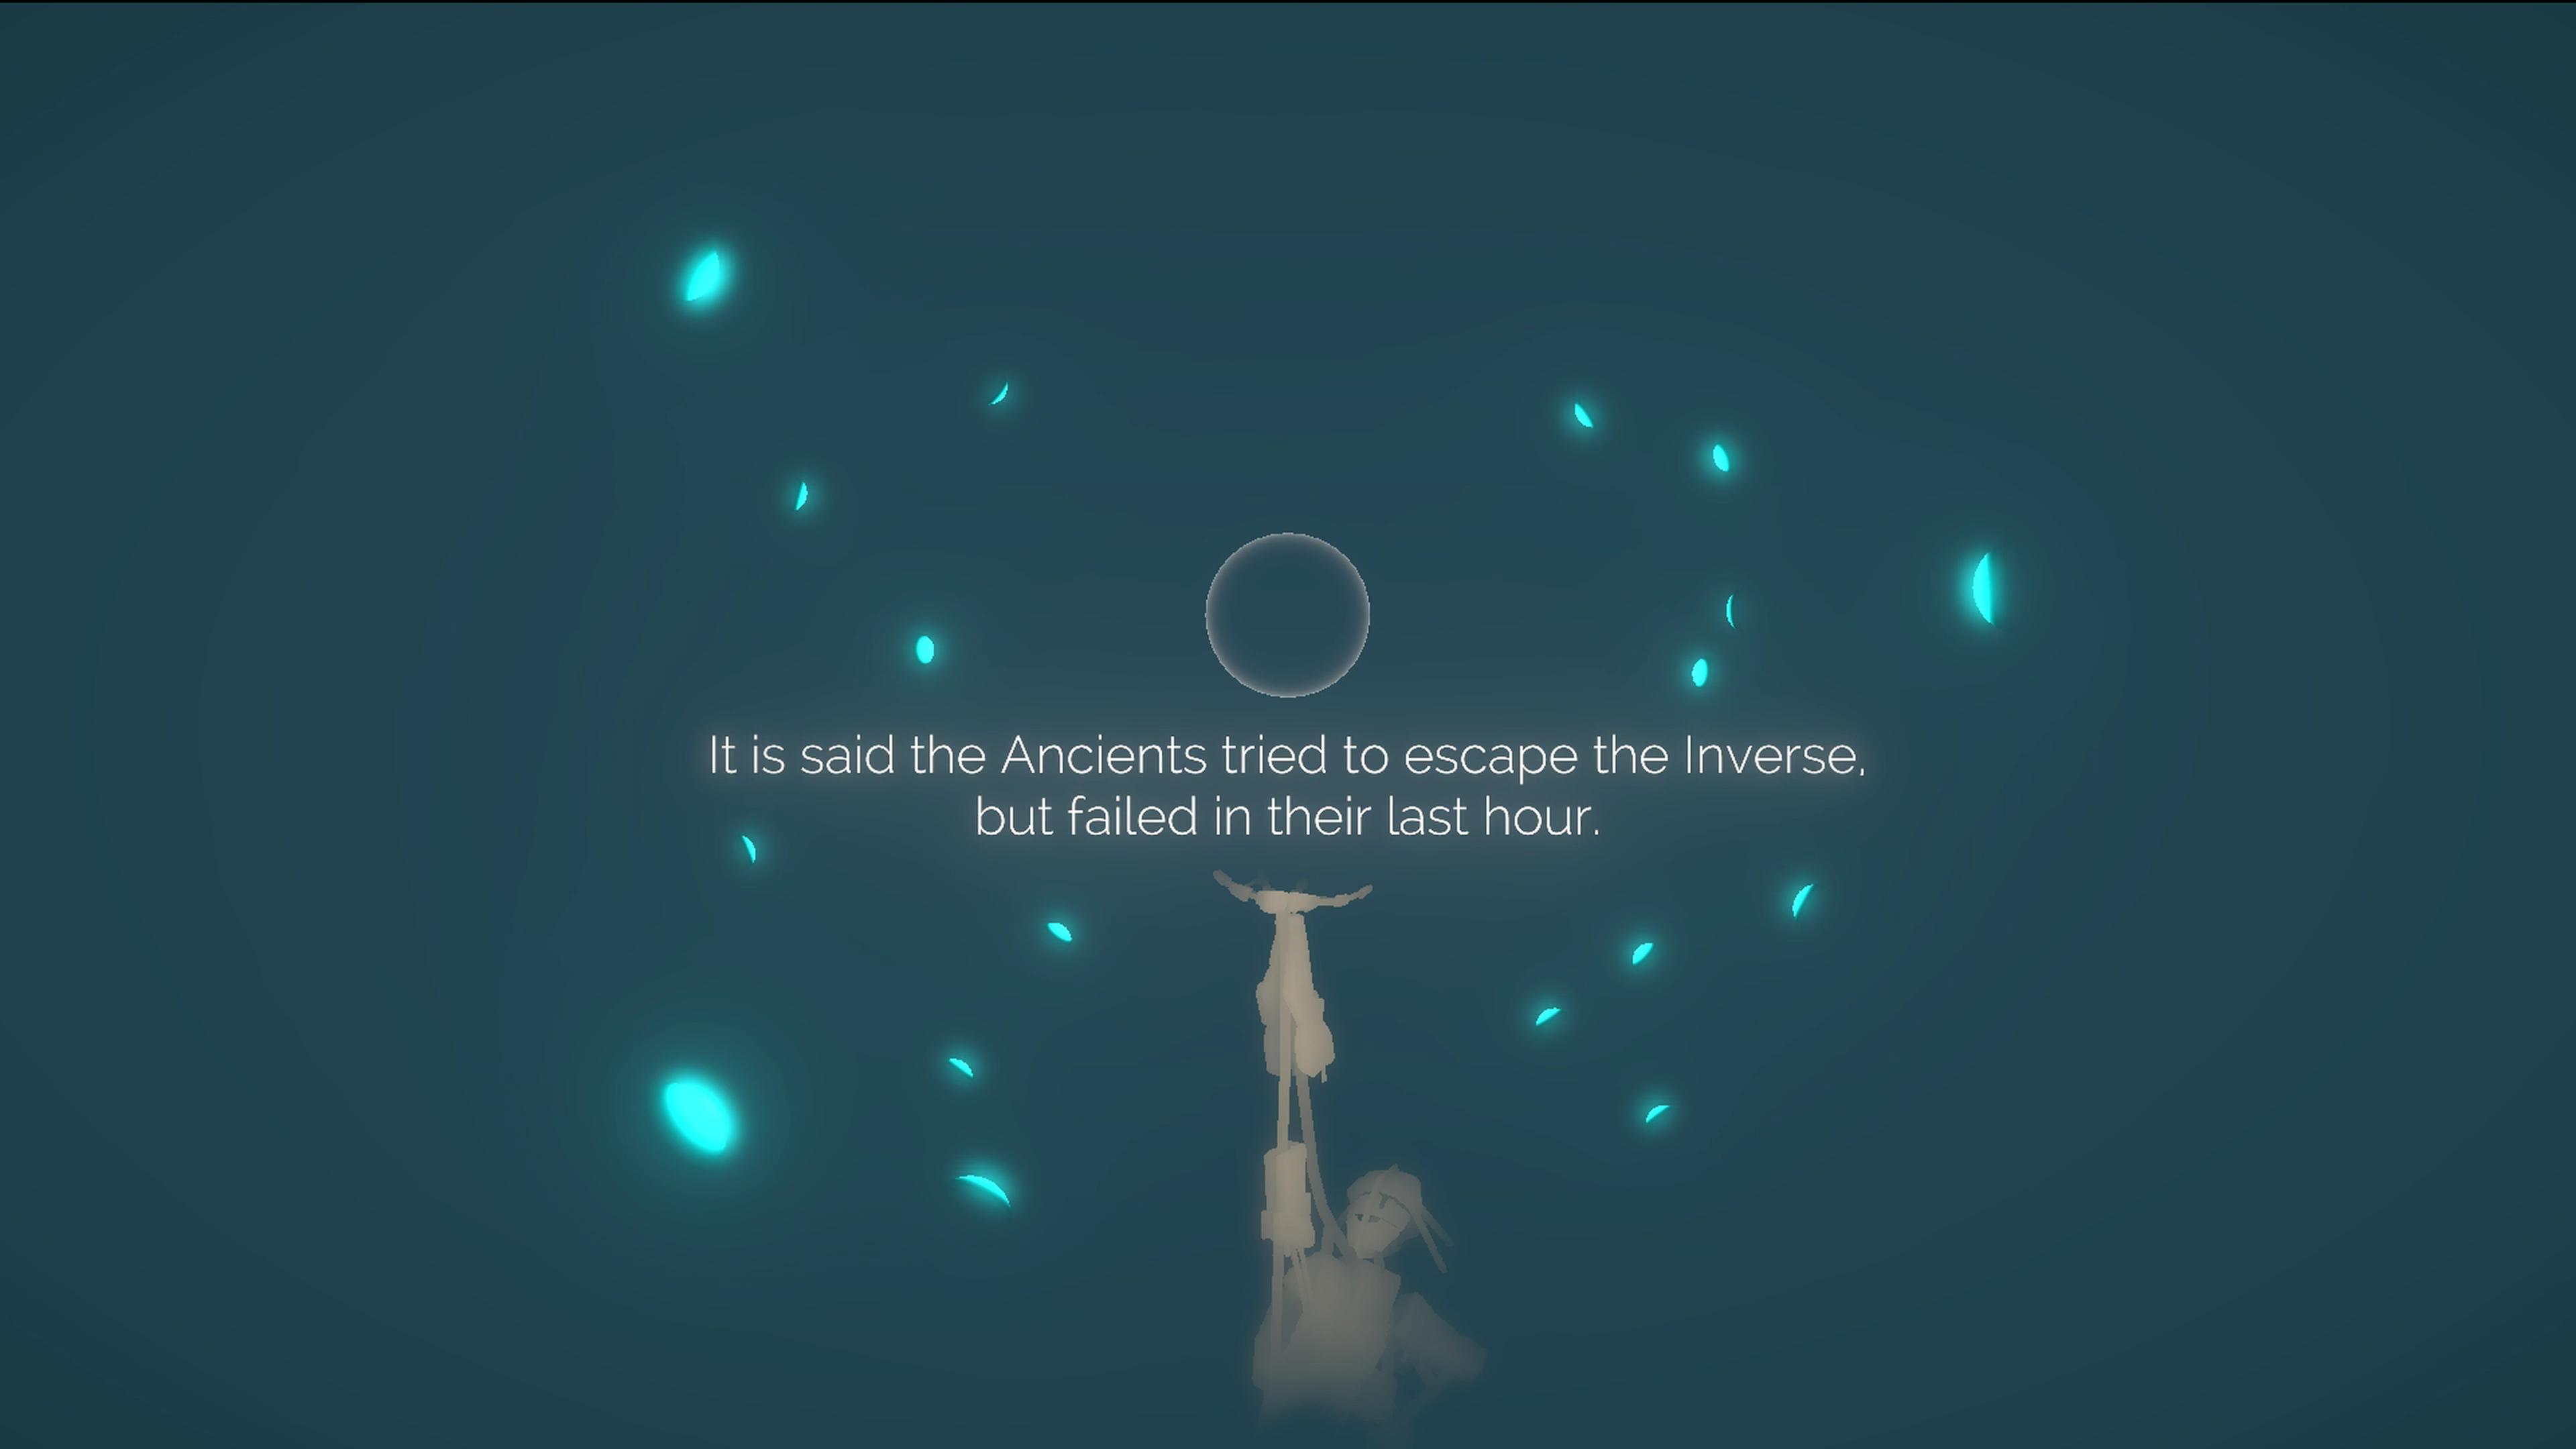 It is said the Ancients tried to escape the Inverse,
but failed in their last hour.